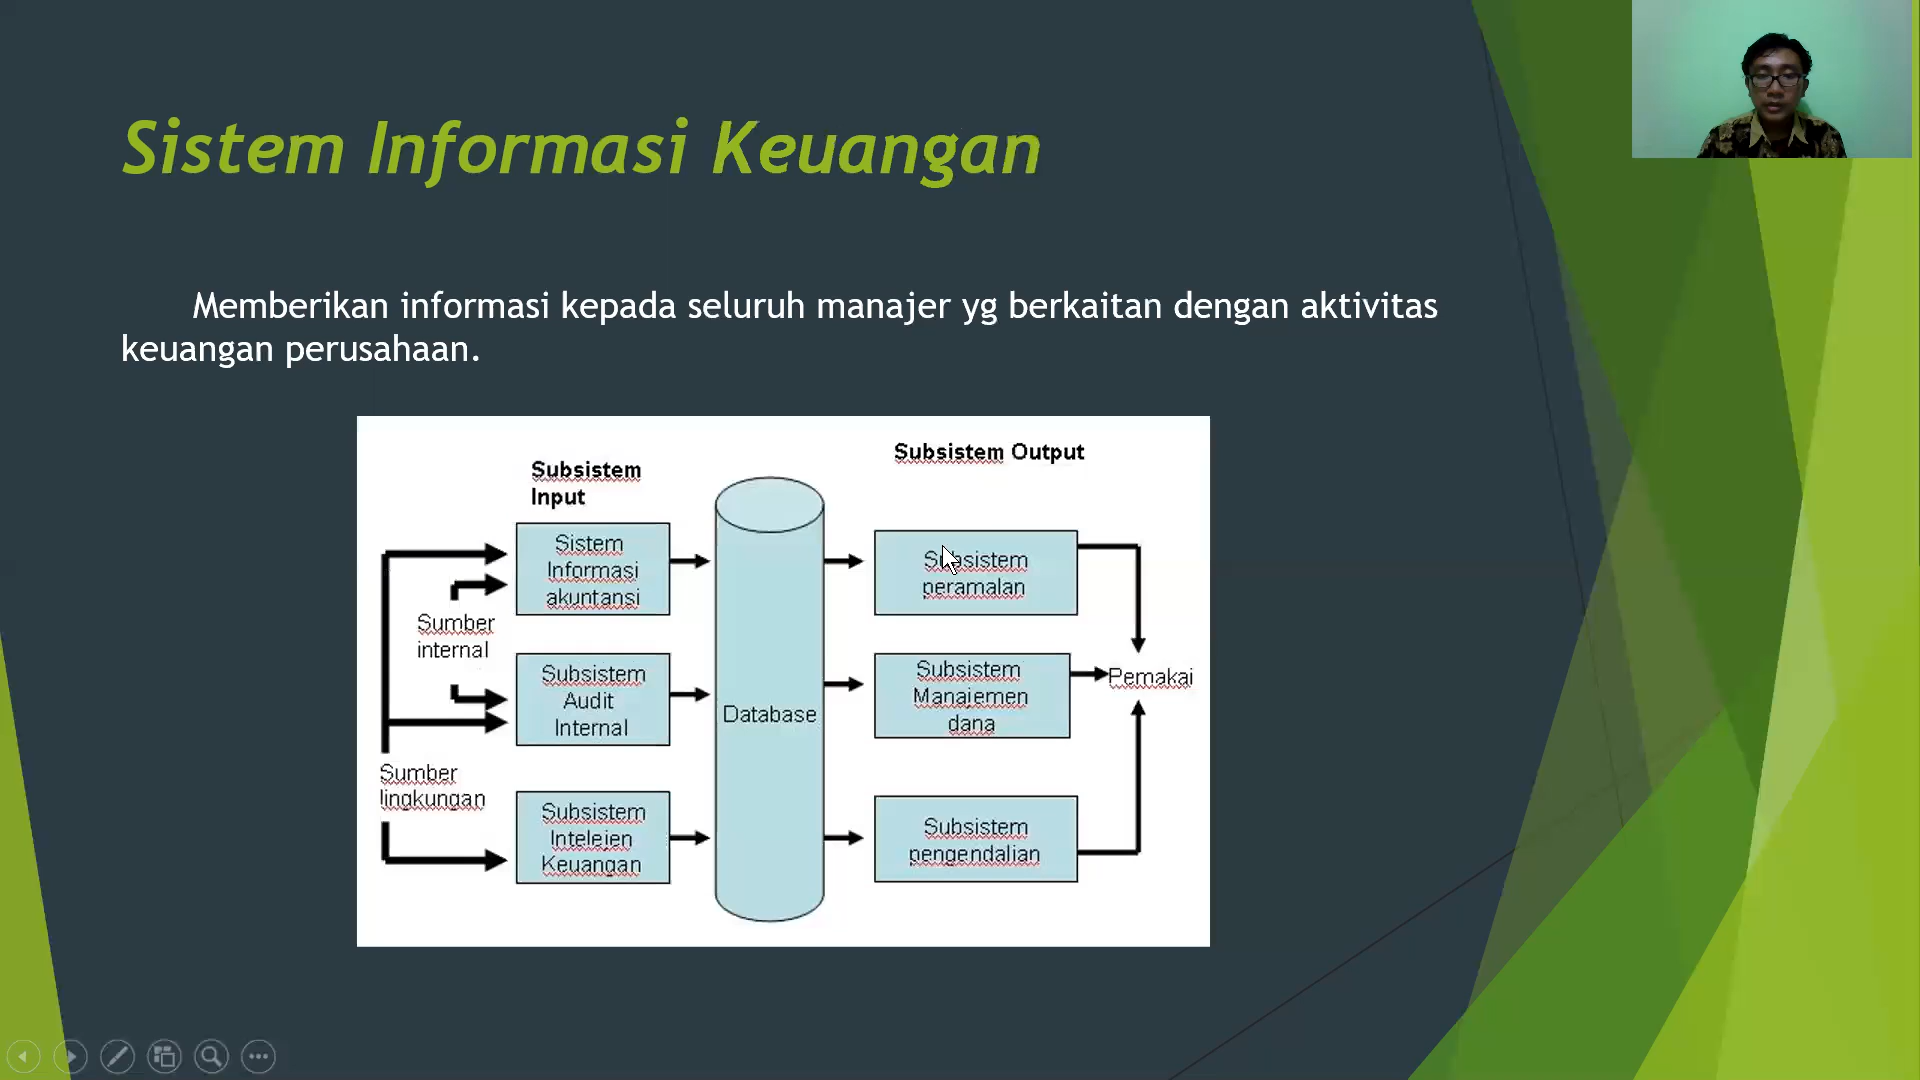 Sistem Informasi Keuangan
Memberikan informasi kepada seluruh manajer yg berkaitan dengan aktivitas
keuangan perusahaan.
Subsistem
Input
Subsistem Output
Sistem
Informasi
akuntansi
Sumber
internal
Subsistem
Audit
Internal
Sumber
lingkungan
Subsistem
Intelejen
Keuangan
Database
Subsistem
peramalan
Subsistem
Manajemen
dana
Subsistem
pengendalian
Pemakai